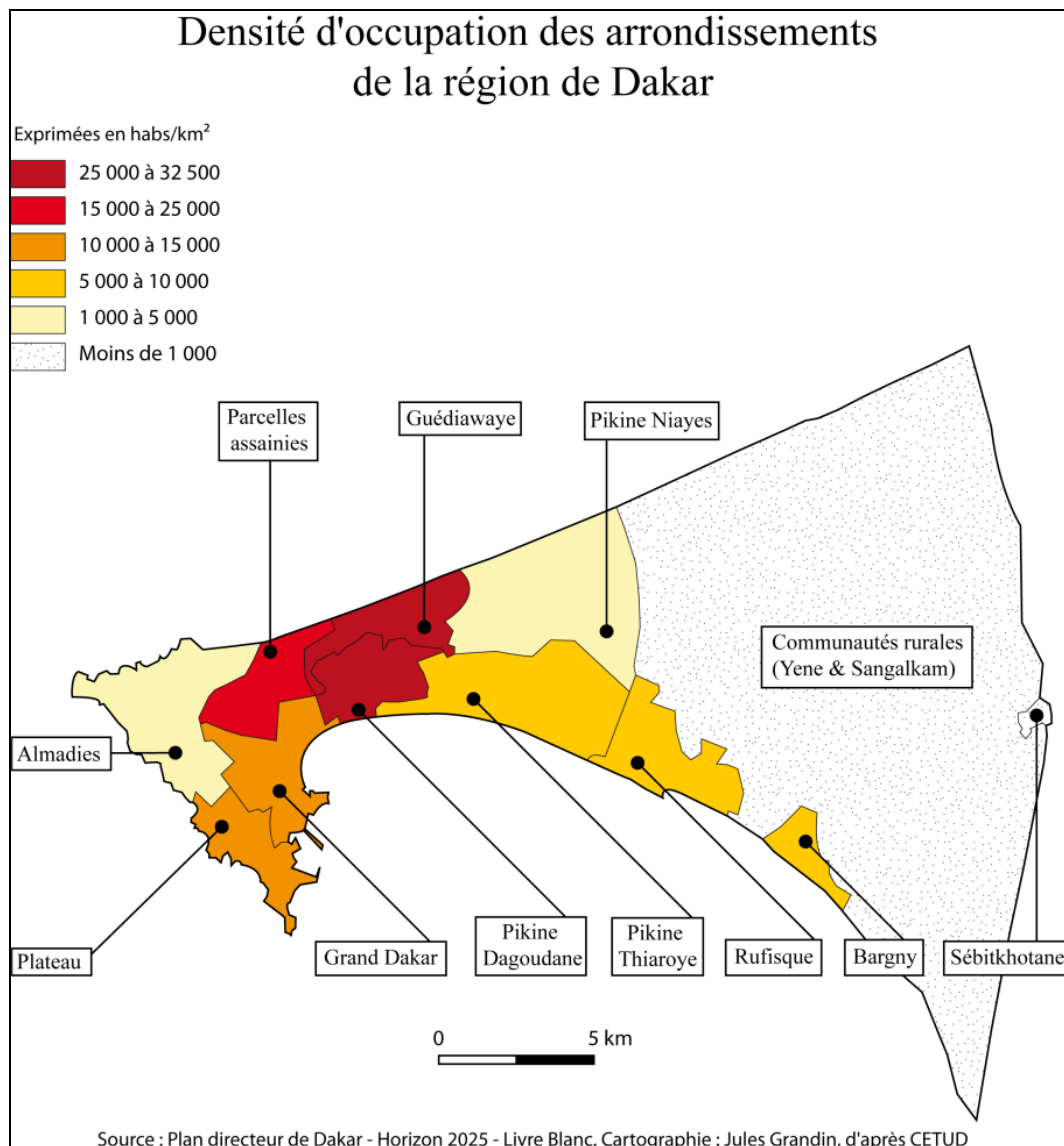 Densité d'occupation des arrondissements
de la région de Dakar
Exprimées en habs/km²
25 000 à 32 500
15 000 à 25 000
10 000 à 15 000
5 000 à 10 000
1 000 à 5 000
Moins de 1 000
Parcelles
assainies
Guédiawaye
Pikine Niayes
Communautés rurales
(Yene & Sangalkam)
Almadies
Plateau
Grand Dakar
Pikine
Dagoudane
Pikine
Thiaroye
Rufisque
Bargny
Sébitkhotane
0
5 km
Source : Plan directeur de Dakar - Horizon 2025 - Livre Blanc. Cartographie : Jules Grandin, d'après CETUD